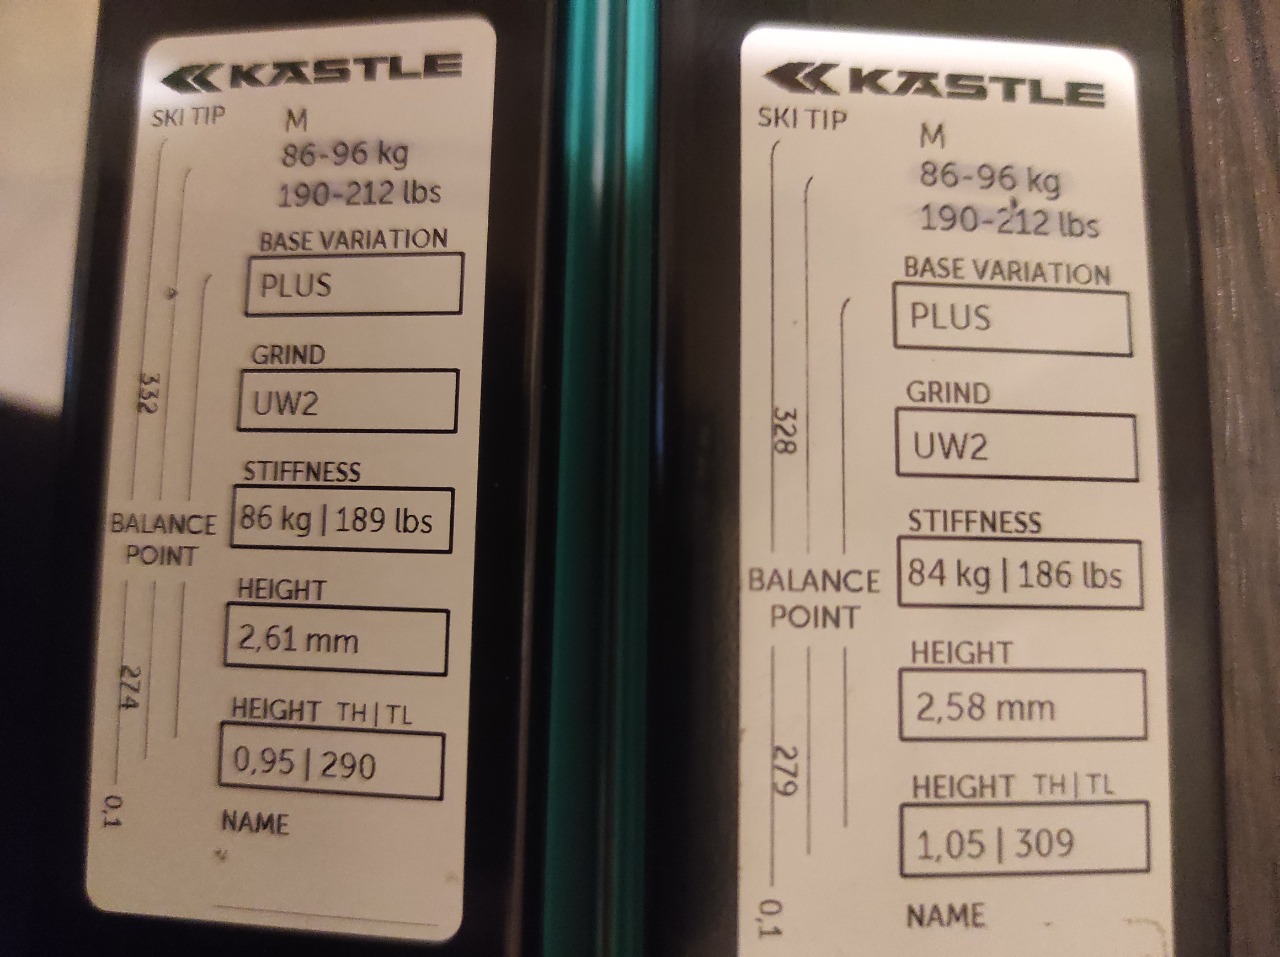 KASTLE
SKI TIP
M
86-96 kg
190-212 lbs
BASE VARIATION
PLUS
GRIND
UW2
332
STIFFNESS
86 kg | 189 lbs
BALANCE
POINT
HEIGHT
2,61 mm
274
HEIGHT TH | TL
0,95 | 290
0,1
NAME
KASTLE
SKI TIP
M
86-96 kg
190-212 lbs
BASE VARIATION
PLUS
GRIND
UW2
328
STIFFNESS
84 kg | 186 lbs
BALANCE
POINT
HEIGHT
2,58 mm
279
HEIGHT TH | TL
1,05 | 309
0,1
NAME